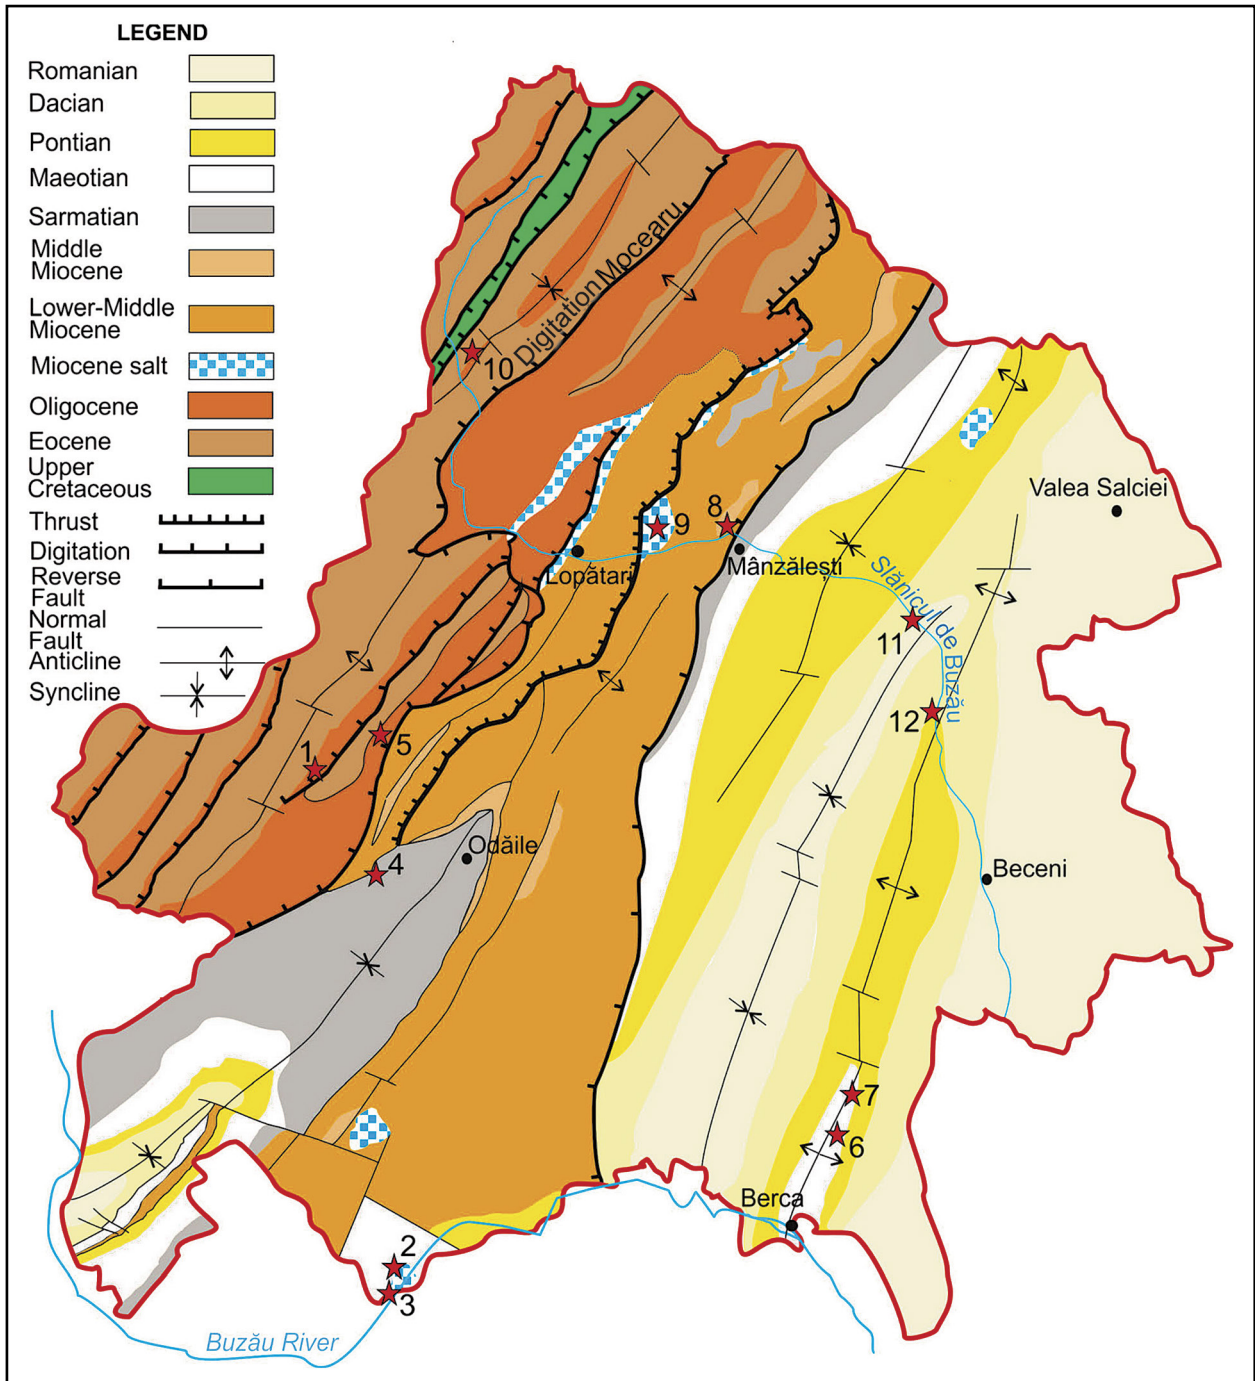 LEGEND
Romanian
Dacian
Pontian
Maeotian
Sarmatian
Middle
Miocene
Lower-Middle
Miocene
Miocene salt
Oligocene
Eocene
Upper
Cretaceous
Thrust
Digitation
Reverse
Fault
Normal
Fault
Anticline
Syncline
Digitation Mocearu
10
Valea Salciei
8
9
Mânzălești
Lopătari
Slănicul de Buzău
11
12
5
1
Odăile
4
Beceni
7
6
Berca
2
3
Buzău River